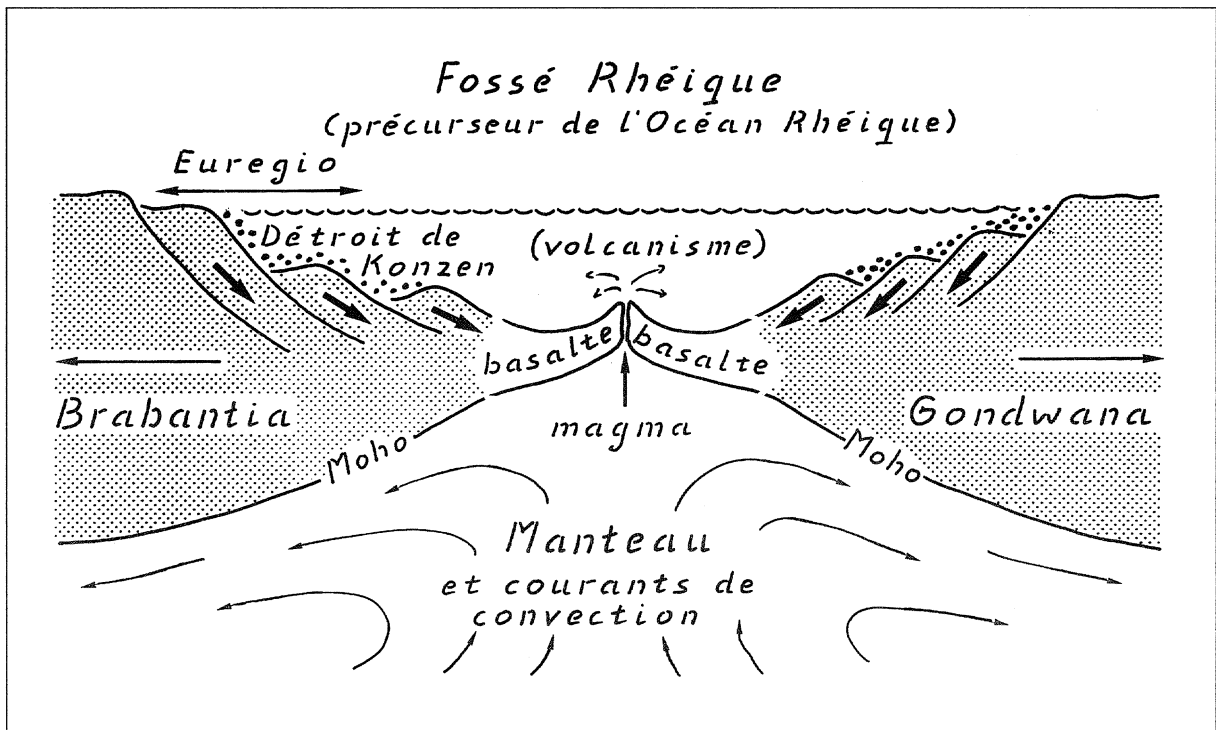 Fossé Rhéique
(précurseur de l'Océan Rhéique)
Euregio
Détroit de
Konzen
(volcanisme)
basalte
basalte
Brabantia
magma
Gondwana
Moho
Moho
Manteau
et courants de
convection